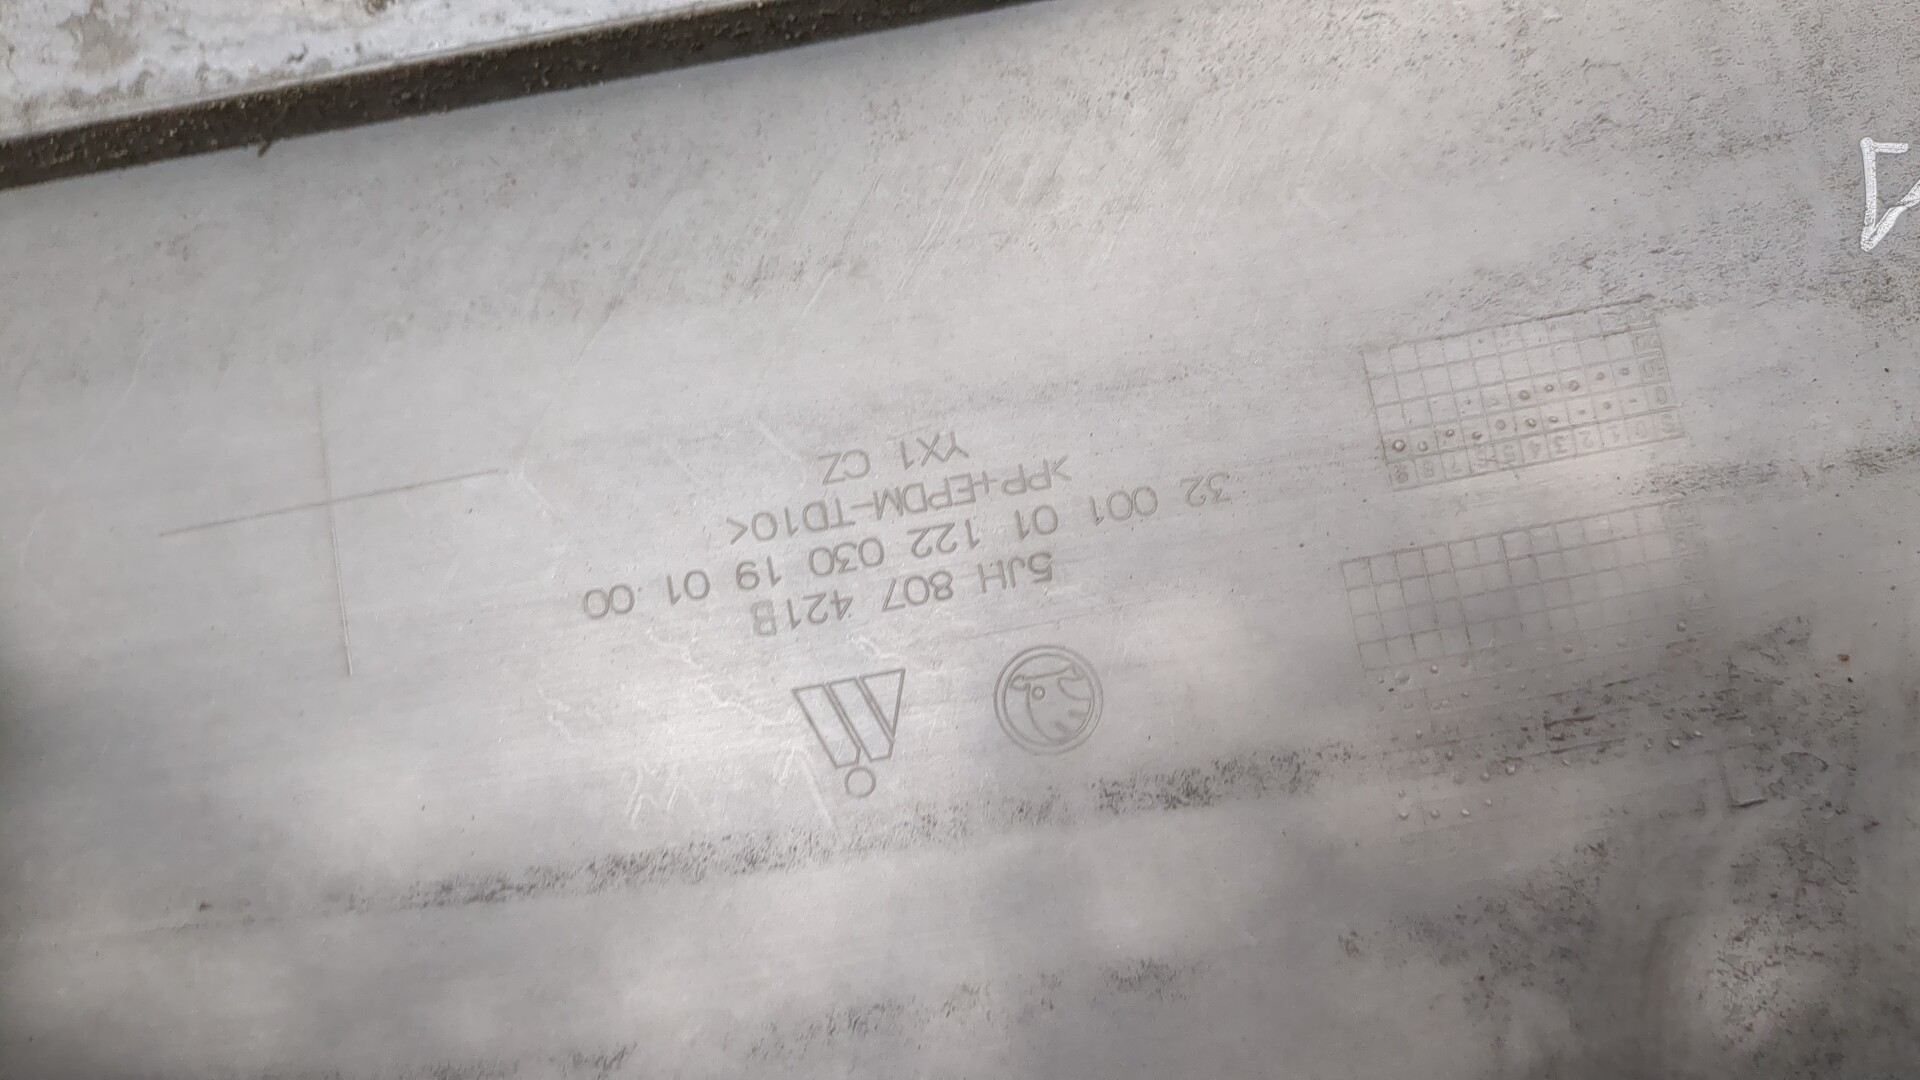 5JH 807 421B
32 001 01 122 030 19 01 00
>PP+EPDM-TD10<
YX1 CZ